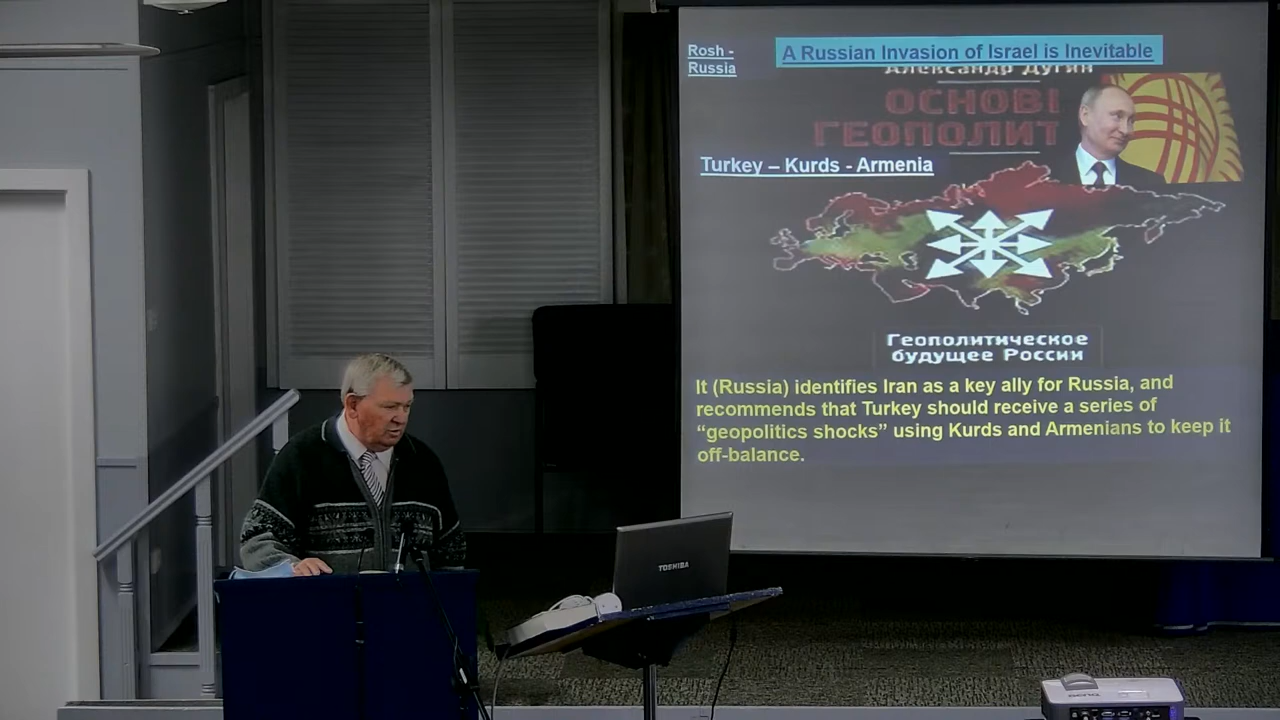 Rosh -
Russia
A Russian Invasion of Israel is Inevitable
Александр Дугин
ОСНОВЫ
ГЕОПОЛИТ
Turkey – Kurds - Armenia
Геополитическое
будущее России
It (Russia) identifies Iran as a key ally for Russia, and
recommends that Turkey should receive a series of
“geopolitics shocks” using Kurds and Armenians to keep it
off-balance.
TOSHIBA